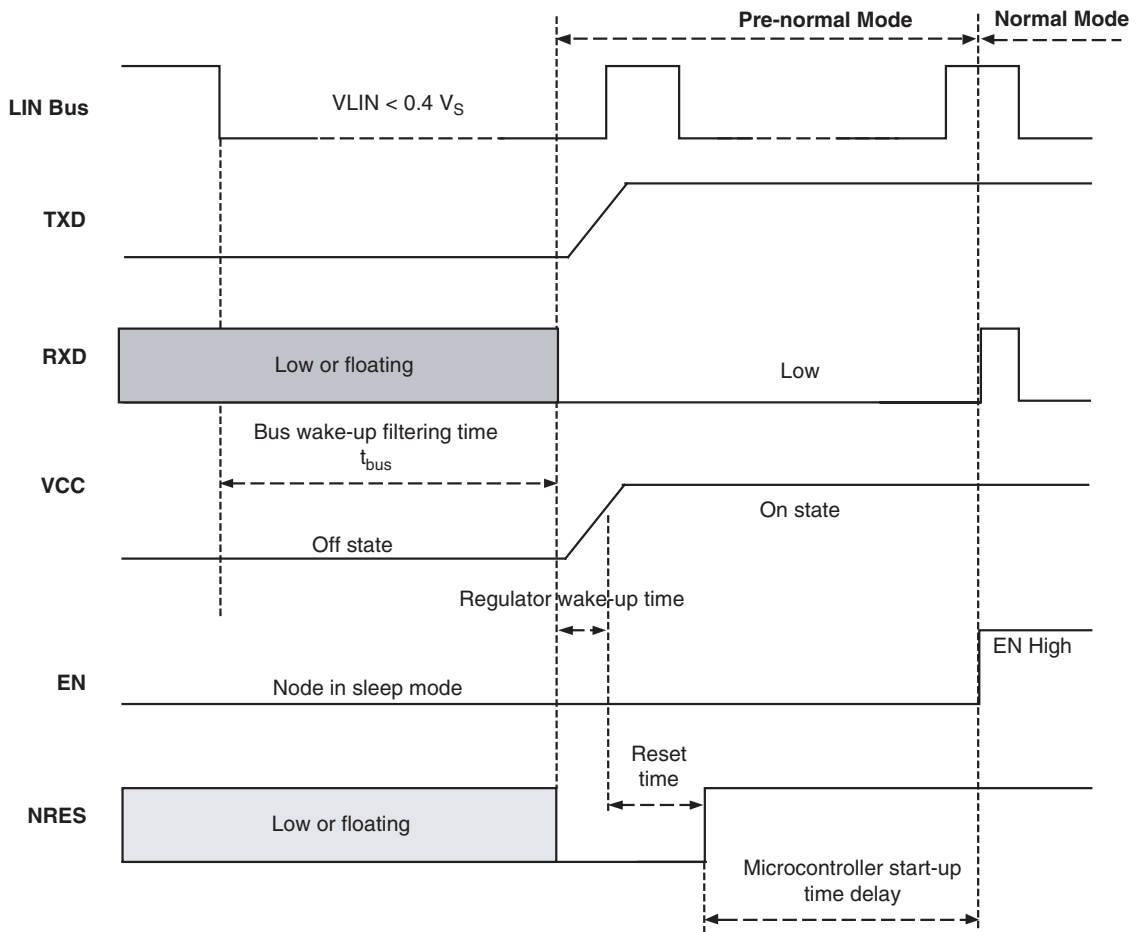 Pre-normal Mode
Normal Mode
LIN Bus
VLIN < 0.4 VS
TXD
RXD
Low or floating
Low
Bus wake-up filtering time
tbus
VCC
On state
Off state
Regulator wake-up time
EN High
EN
Node in sleep mode
Reset
time
NRES
Low or floating
Microcontroller start-up
time delay